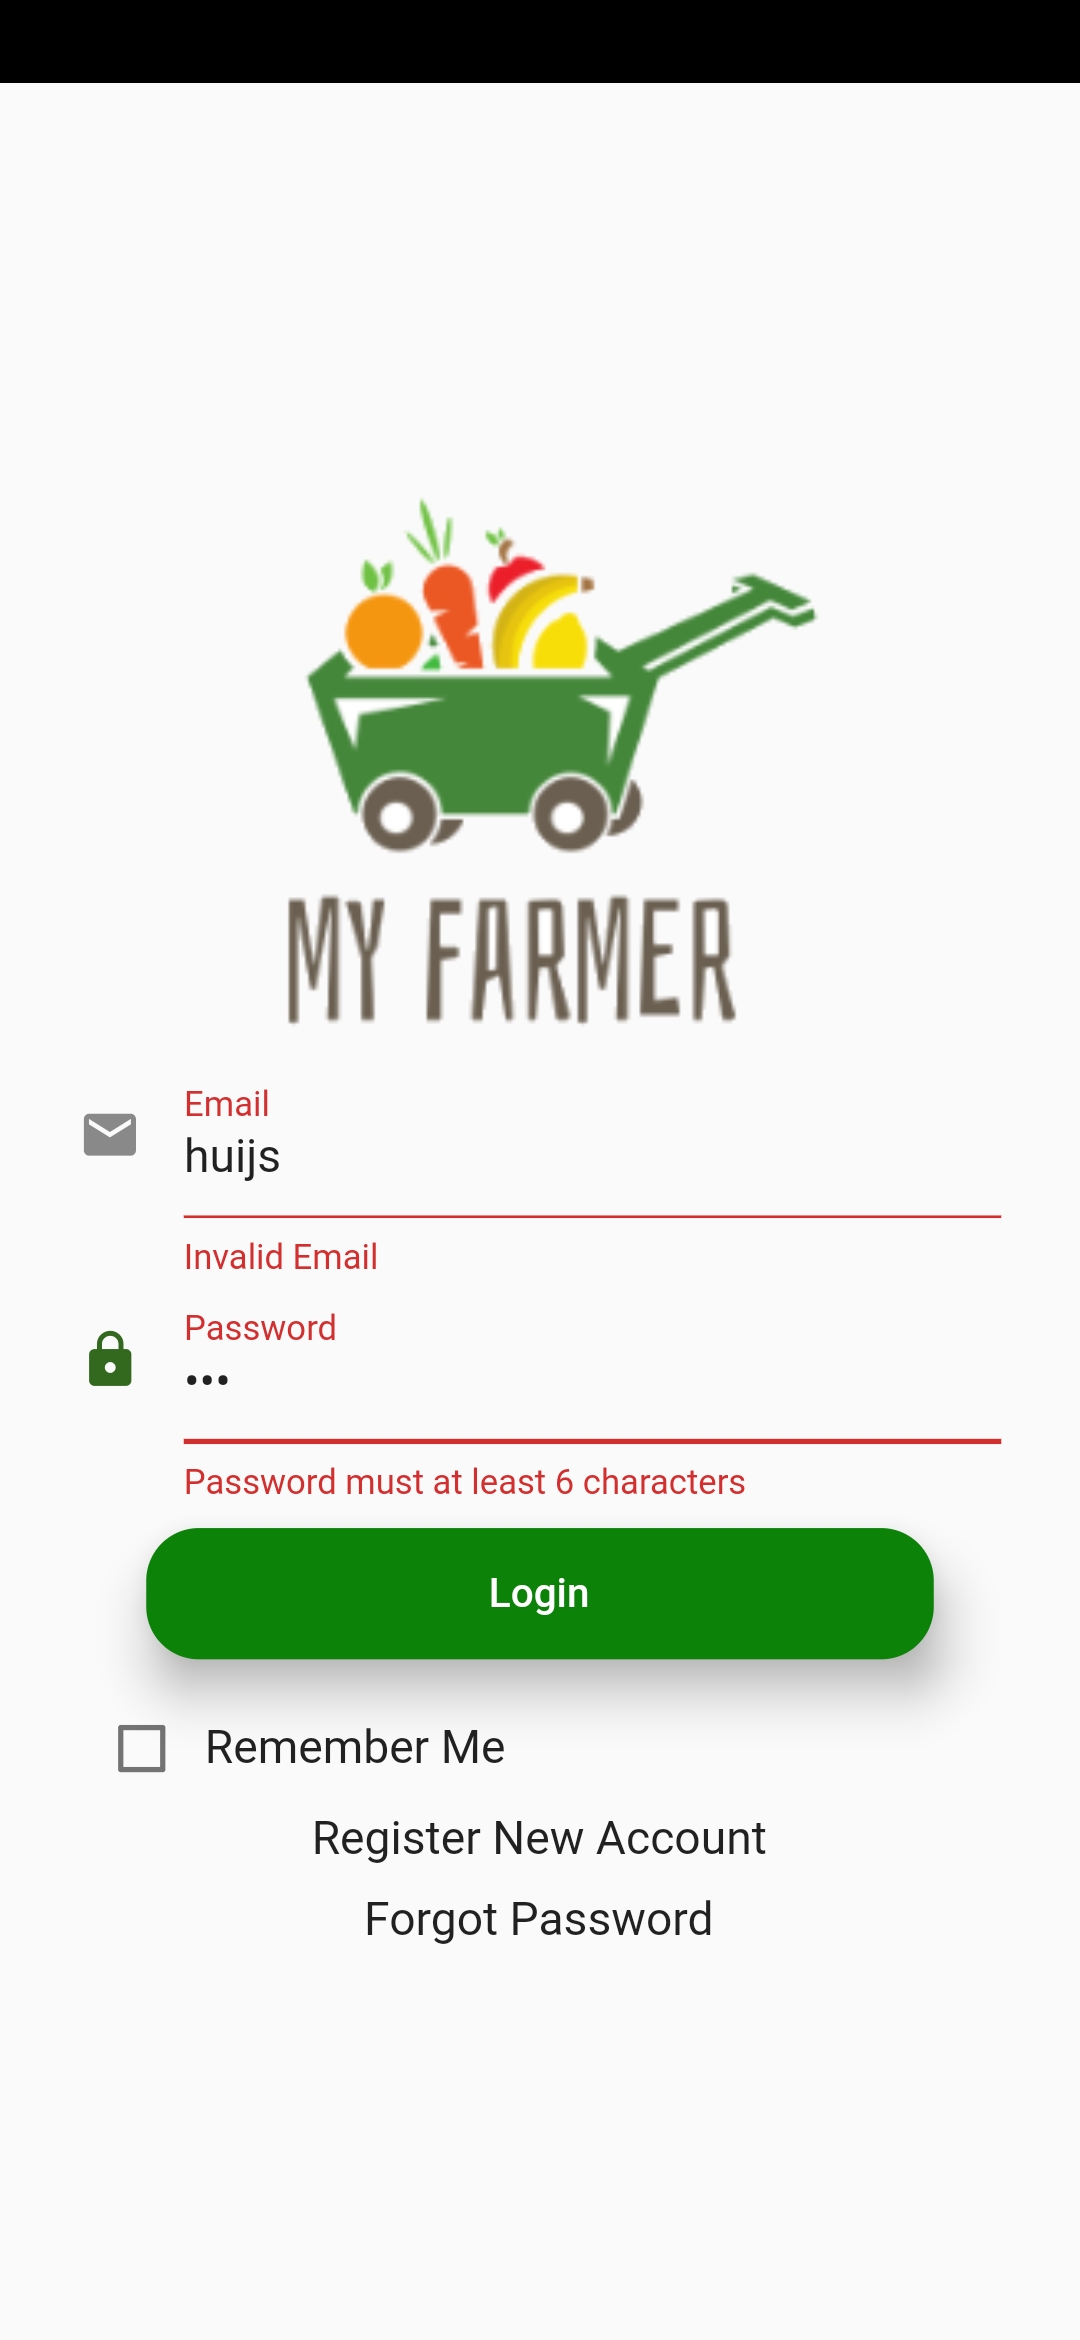 MY FARMER
Email
huijs
Invalid Email
Password
•••
Password must at least 6 characters
Login
Remember Me
Register New Account
Forgot Password